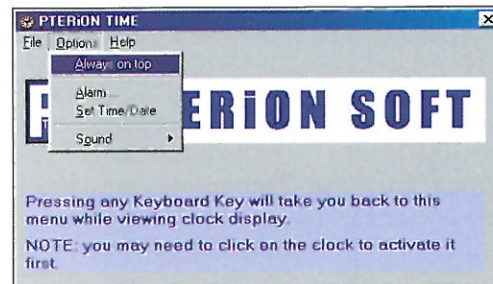 PTERiON TIME
File Options Help
Always on top
Alarm ...
Set Time/Date
Sound
ERiON SOFT
Pressing any Keyboard Key will take you back to this
menu while viewing clock display.
NOTE: you may need to click on the clock to activate it
first.